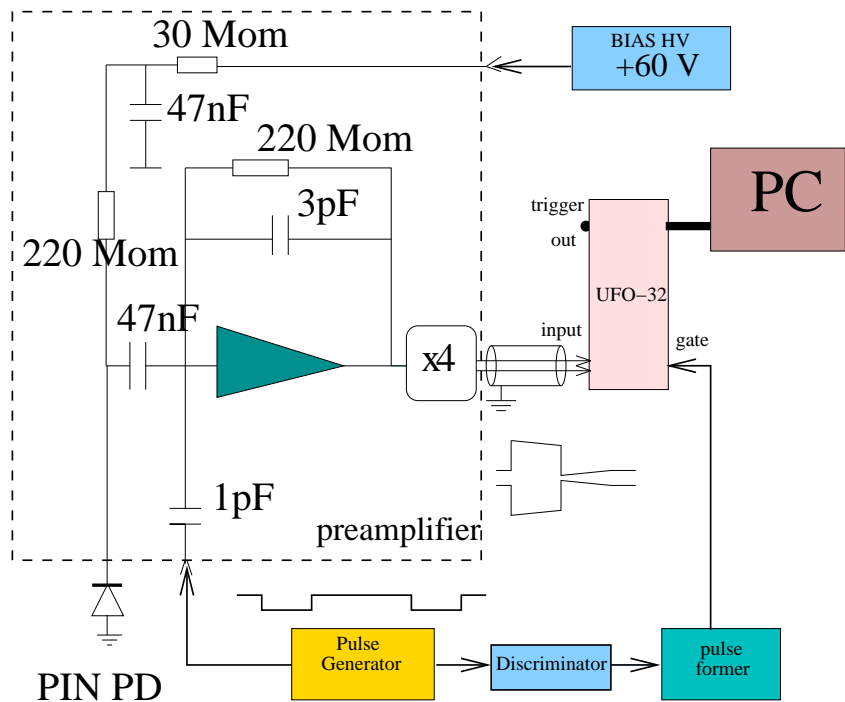 30 Mom
BIAS HV
+60 V
47nF
220 Mom
3pF
PC
trigger
out
220 Mom
UFO-32
47nF
input
gate
x4
1pF
preamplifier
Pulse
Generator
Discriminator
pulse
former
PIN PD